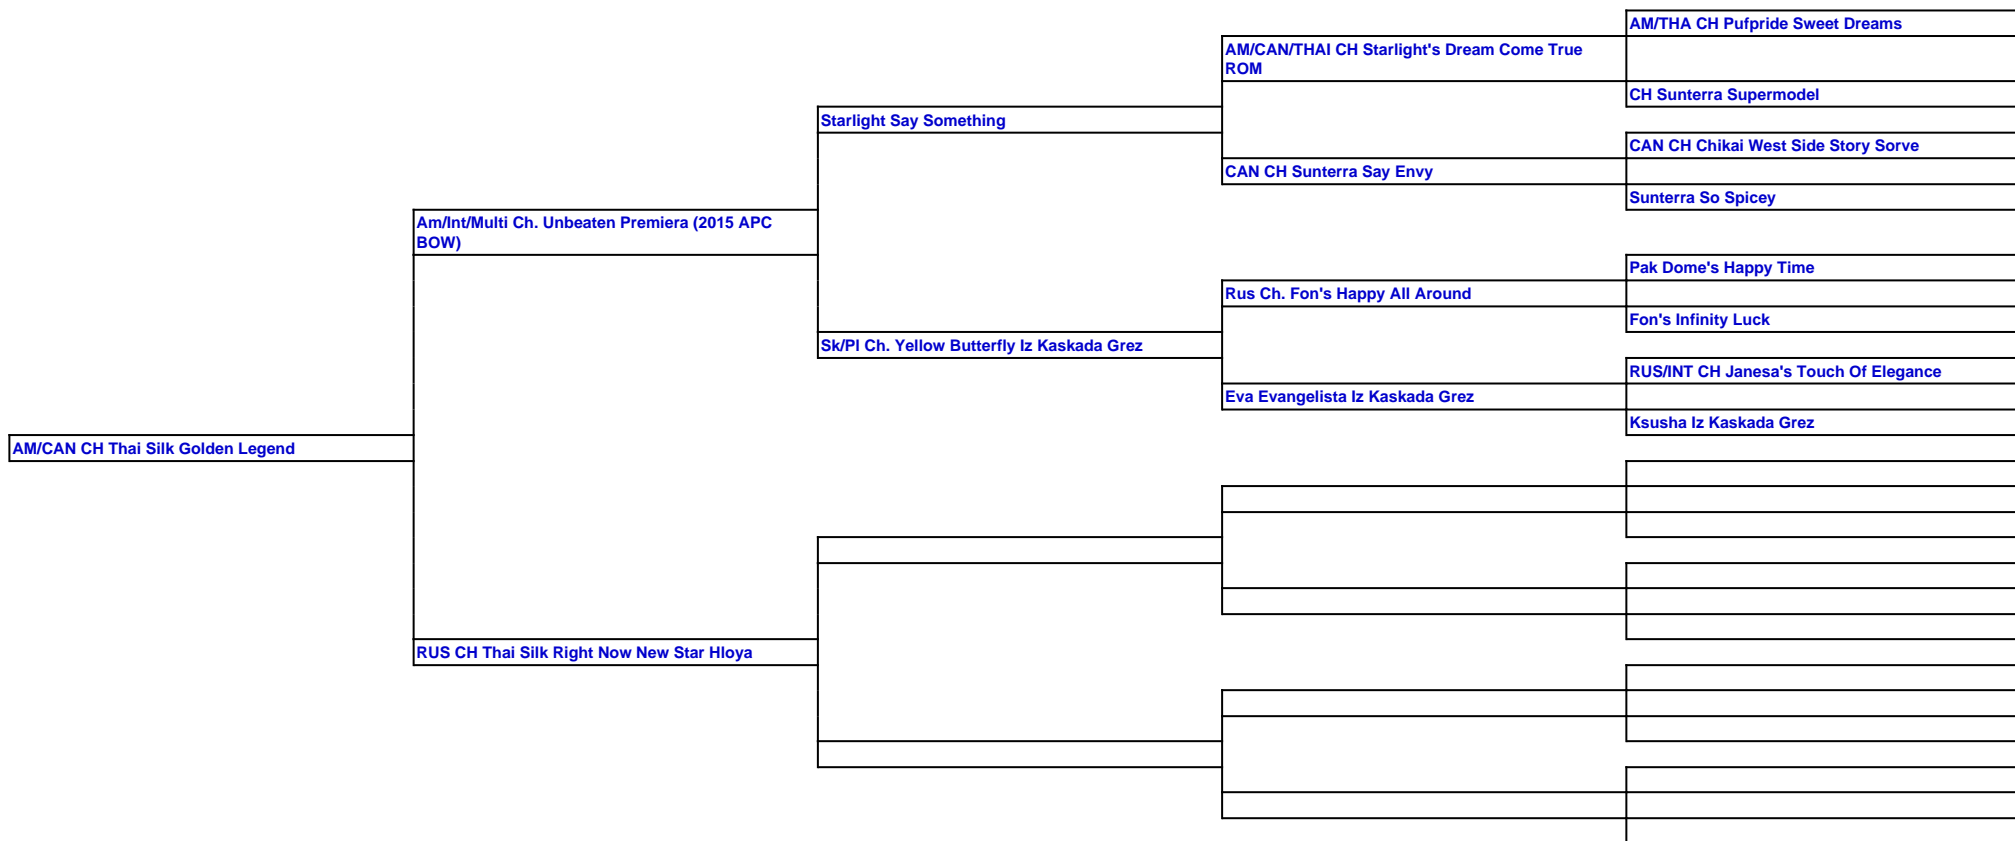 AM/THA CH Pufpride Sweet Dreams
AM/CAN/THAI CH Starlight's Dream Come True
ROM
CH Sunterra Supermodel
Starlight Say Something
CAN CH Chikai West Side Story Sorve
CAN CH Sunterra Say Envy
Sunterra So Spicey
Am/Int/Multi Ch. Unbeaten Premiera (2015 APC
BOW)
Pak Dome's Happy Time
Rus Ch. Fon's Happy All Around
Fon's Infinity Luck
Sk/Pl Ch. Yellow Butterfly Iz Kaskada Grez
RUS/INT CH Janesa's Touch Of Elegance
Eva Evangelista Iz Kaskada Grez
Ksusha Iz Kaskada Grez
AM/CAN CH Thai Silk Golden Legend
RUS CH Thai Silk Right Now New Star Hloya